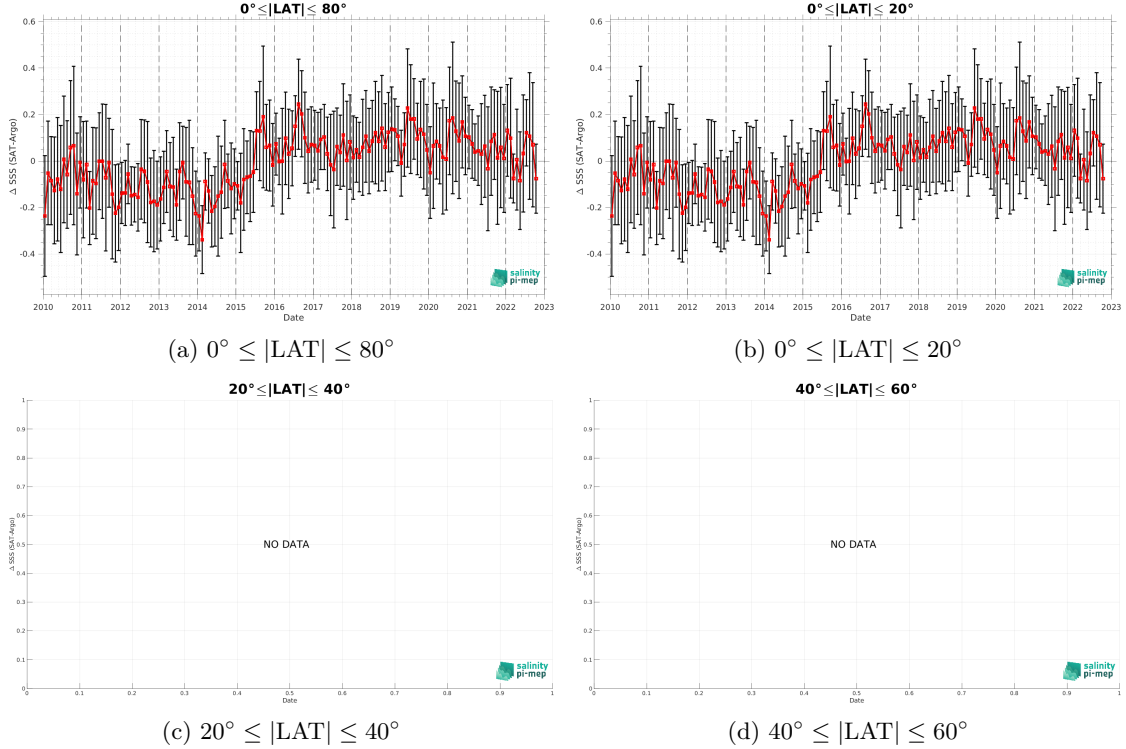 0°≤|LAT|≤ 80°
Δ SSS (SAT-Argo)
0.6
0.4
0.2
0
-0.2
-0.4
2010 2011 2012 2013 2014 2015 2016 2017 2018 2019 2020 2021 2022 2023
Date
salinity
pi-mep
(a) 0° ≤ |LAT| ≤ 80°
0°≤|LAT|≤ 20°
Δ SSS (SAT-Argo)
0.6
0.4
0.2
0
-0.2
-0.4
2010 2011 2012 2013 2014 2015 2016 2017 2018 2019 2020 2021 2022 2023
Date
salinity
pi-mep
(b) 0° ≤ |LAT| ≤ 20°
20°≤|LAT|≤ 40°
Δ SSS (SAT-Argo)
1
0.9
0.8
0.7
0.6
0.5
0.4
0.3
0.2
0.1
0
NO DATA
0 0.1 0.2 0.3 0.4 0.5 0.6 0.7 0.8 0.9 1
Date
salinity
pi-mep
(c) 20° ≤ |LAT| ≤ 40°
40°≤|LAT|≤ 60°
Δ SSS (SAT-Argo)
1
0.9
0.8
0.7
0.6
0.5
0.4
0.3
0.2
0.1
0
NO DATA
0 0.1 0.2 0.3 0.4 0.5 0.6 0.7 0.8 0.9 1
Date
salinity
pi-mep
(d) 40° ≤ |LAT| ≤ 60°